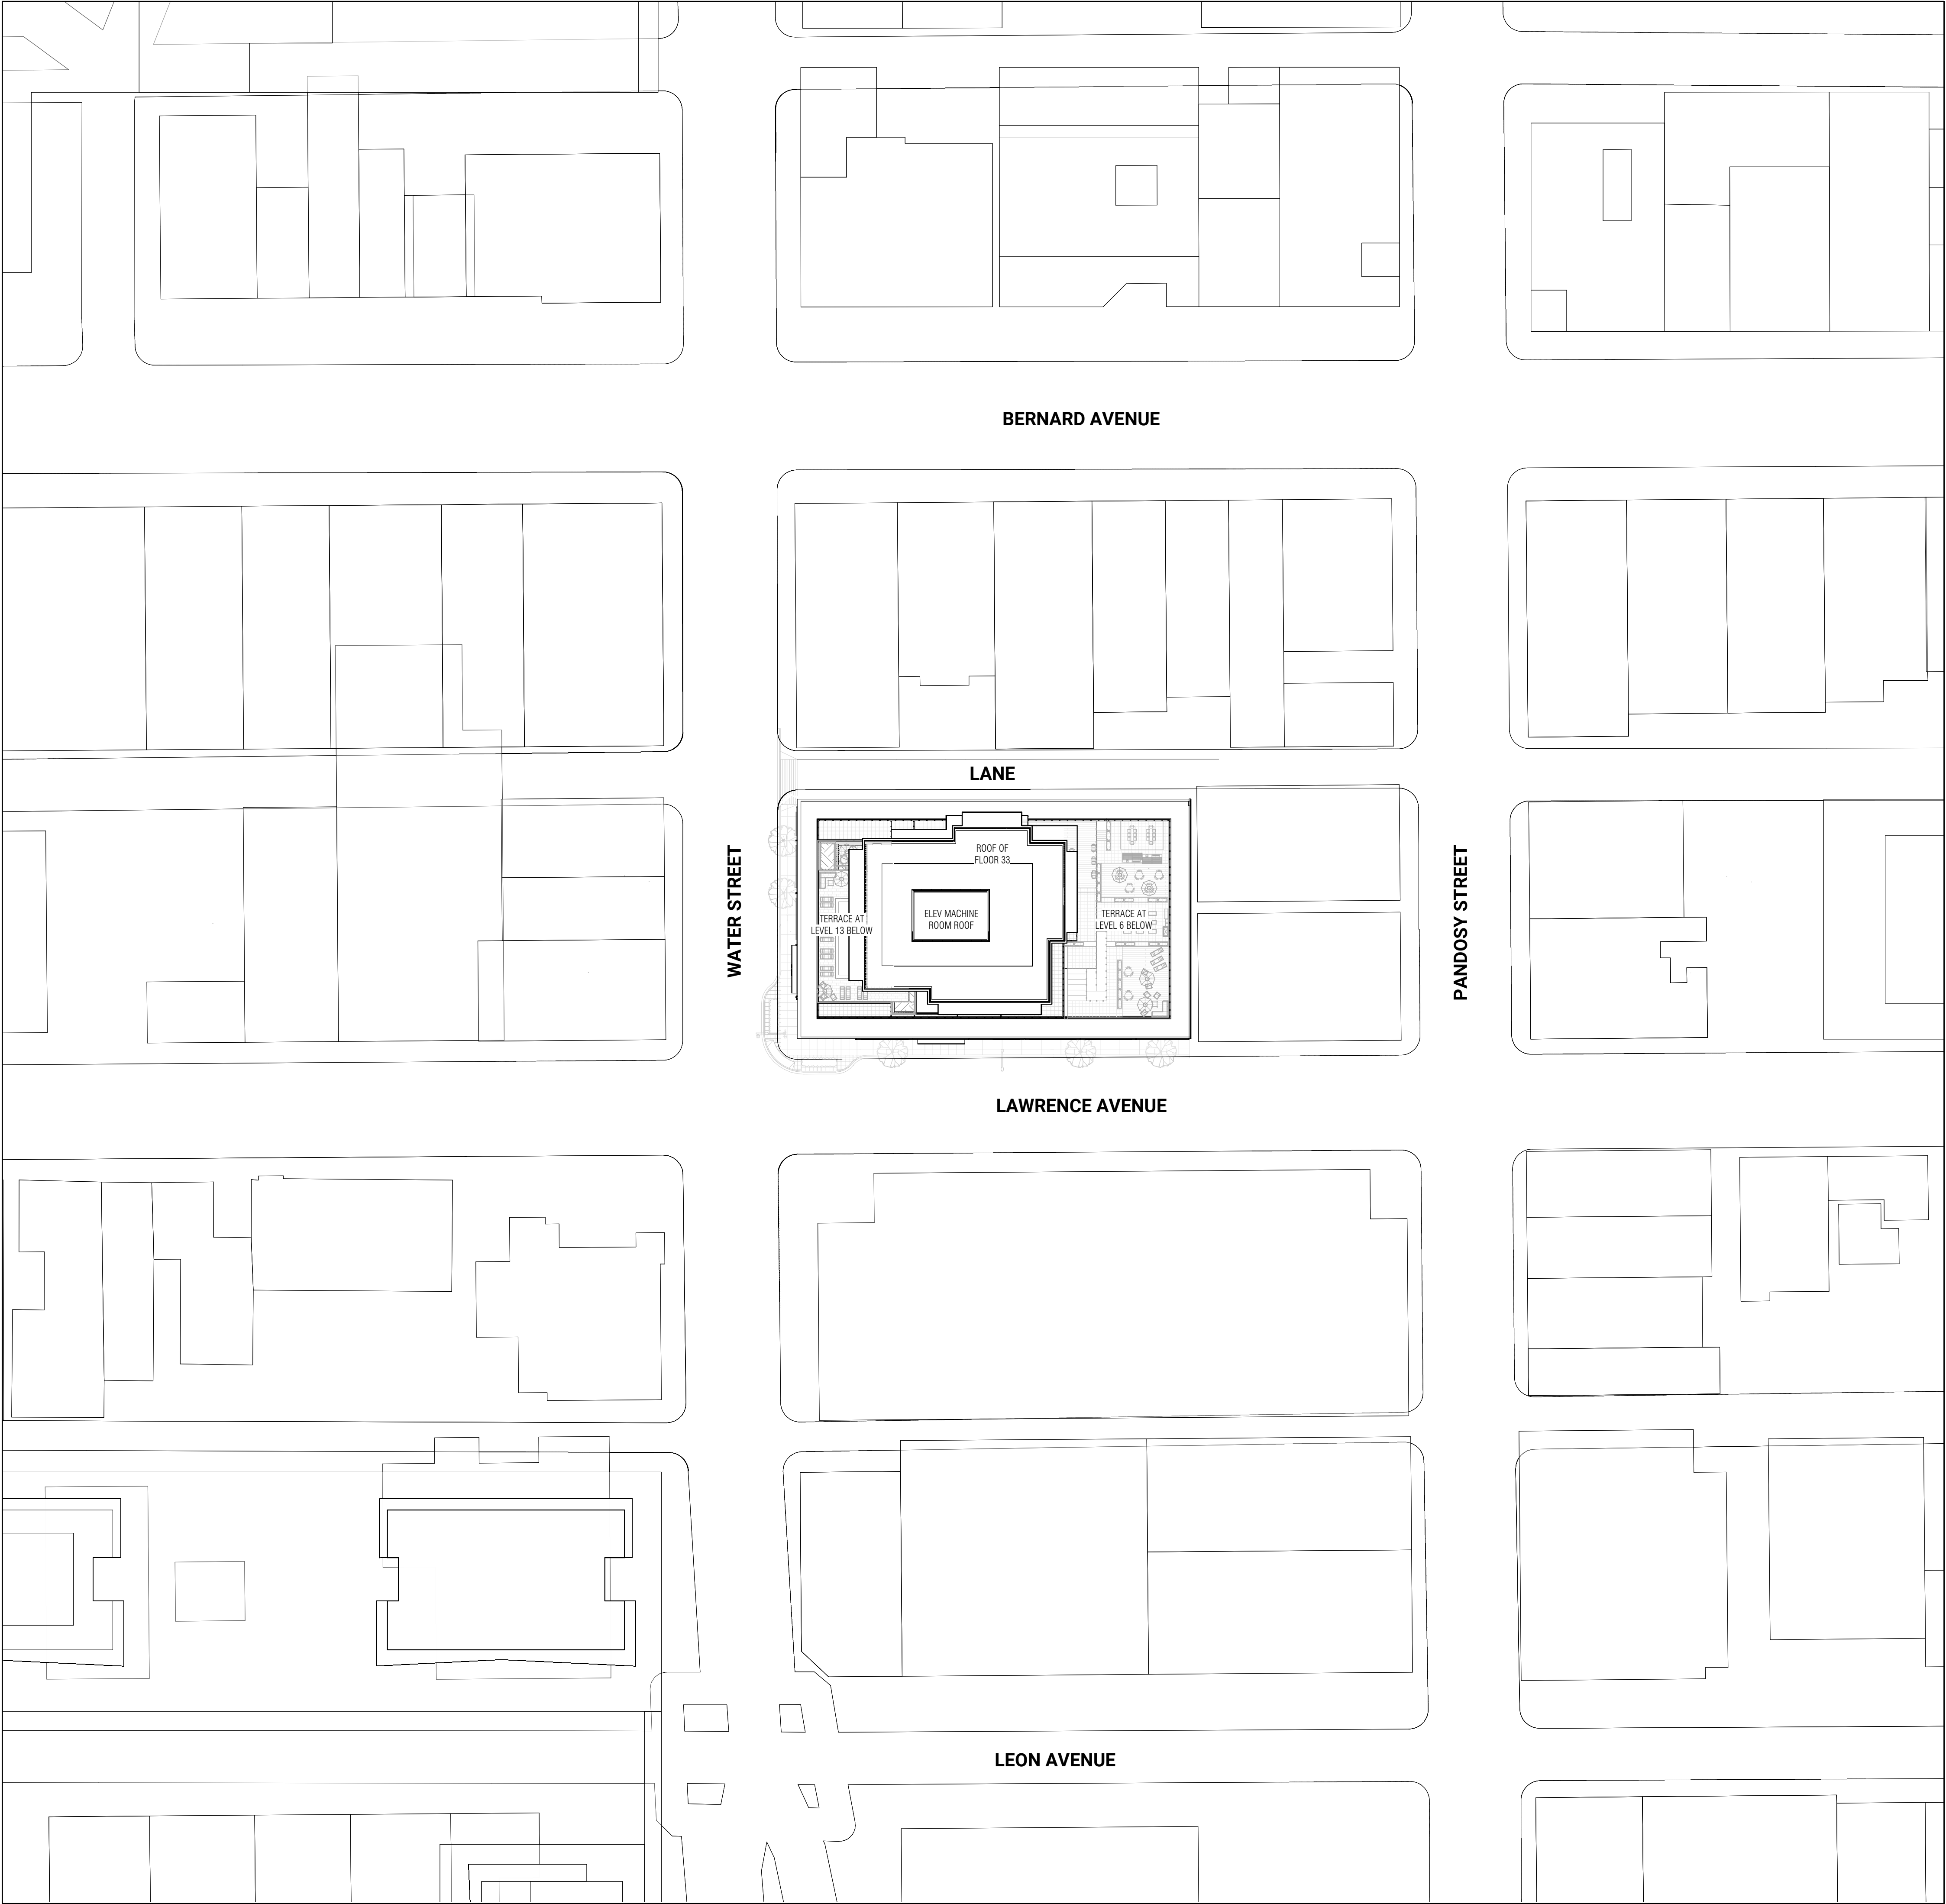 BERNARD AVENUE
LANE
WATER STREET
ROOF OF
FLOOR 33
ELEV MACHINE
ROOM ROOF
TERRACE AT
LEVEL 13 BELOW
TERRACE AT
LEVEL 6 BELOW
PANDOSY STREET
LAWRENCE AVENUE
LEON AVENUE